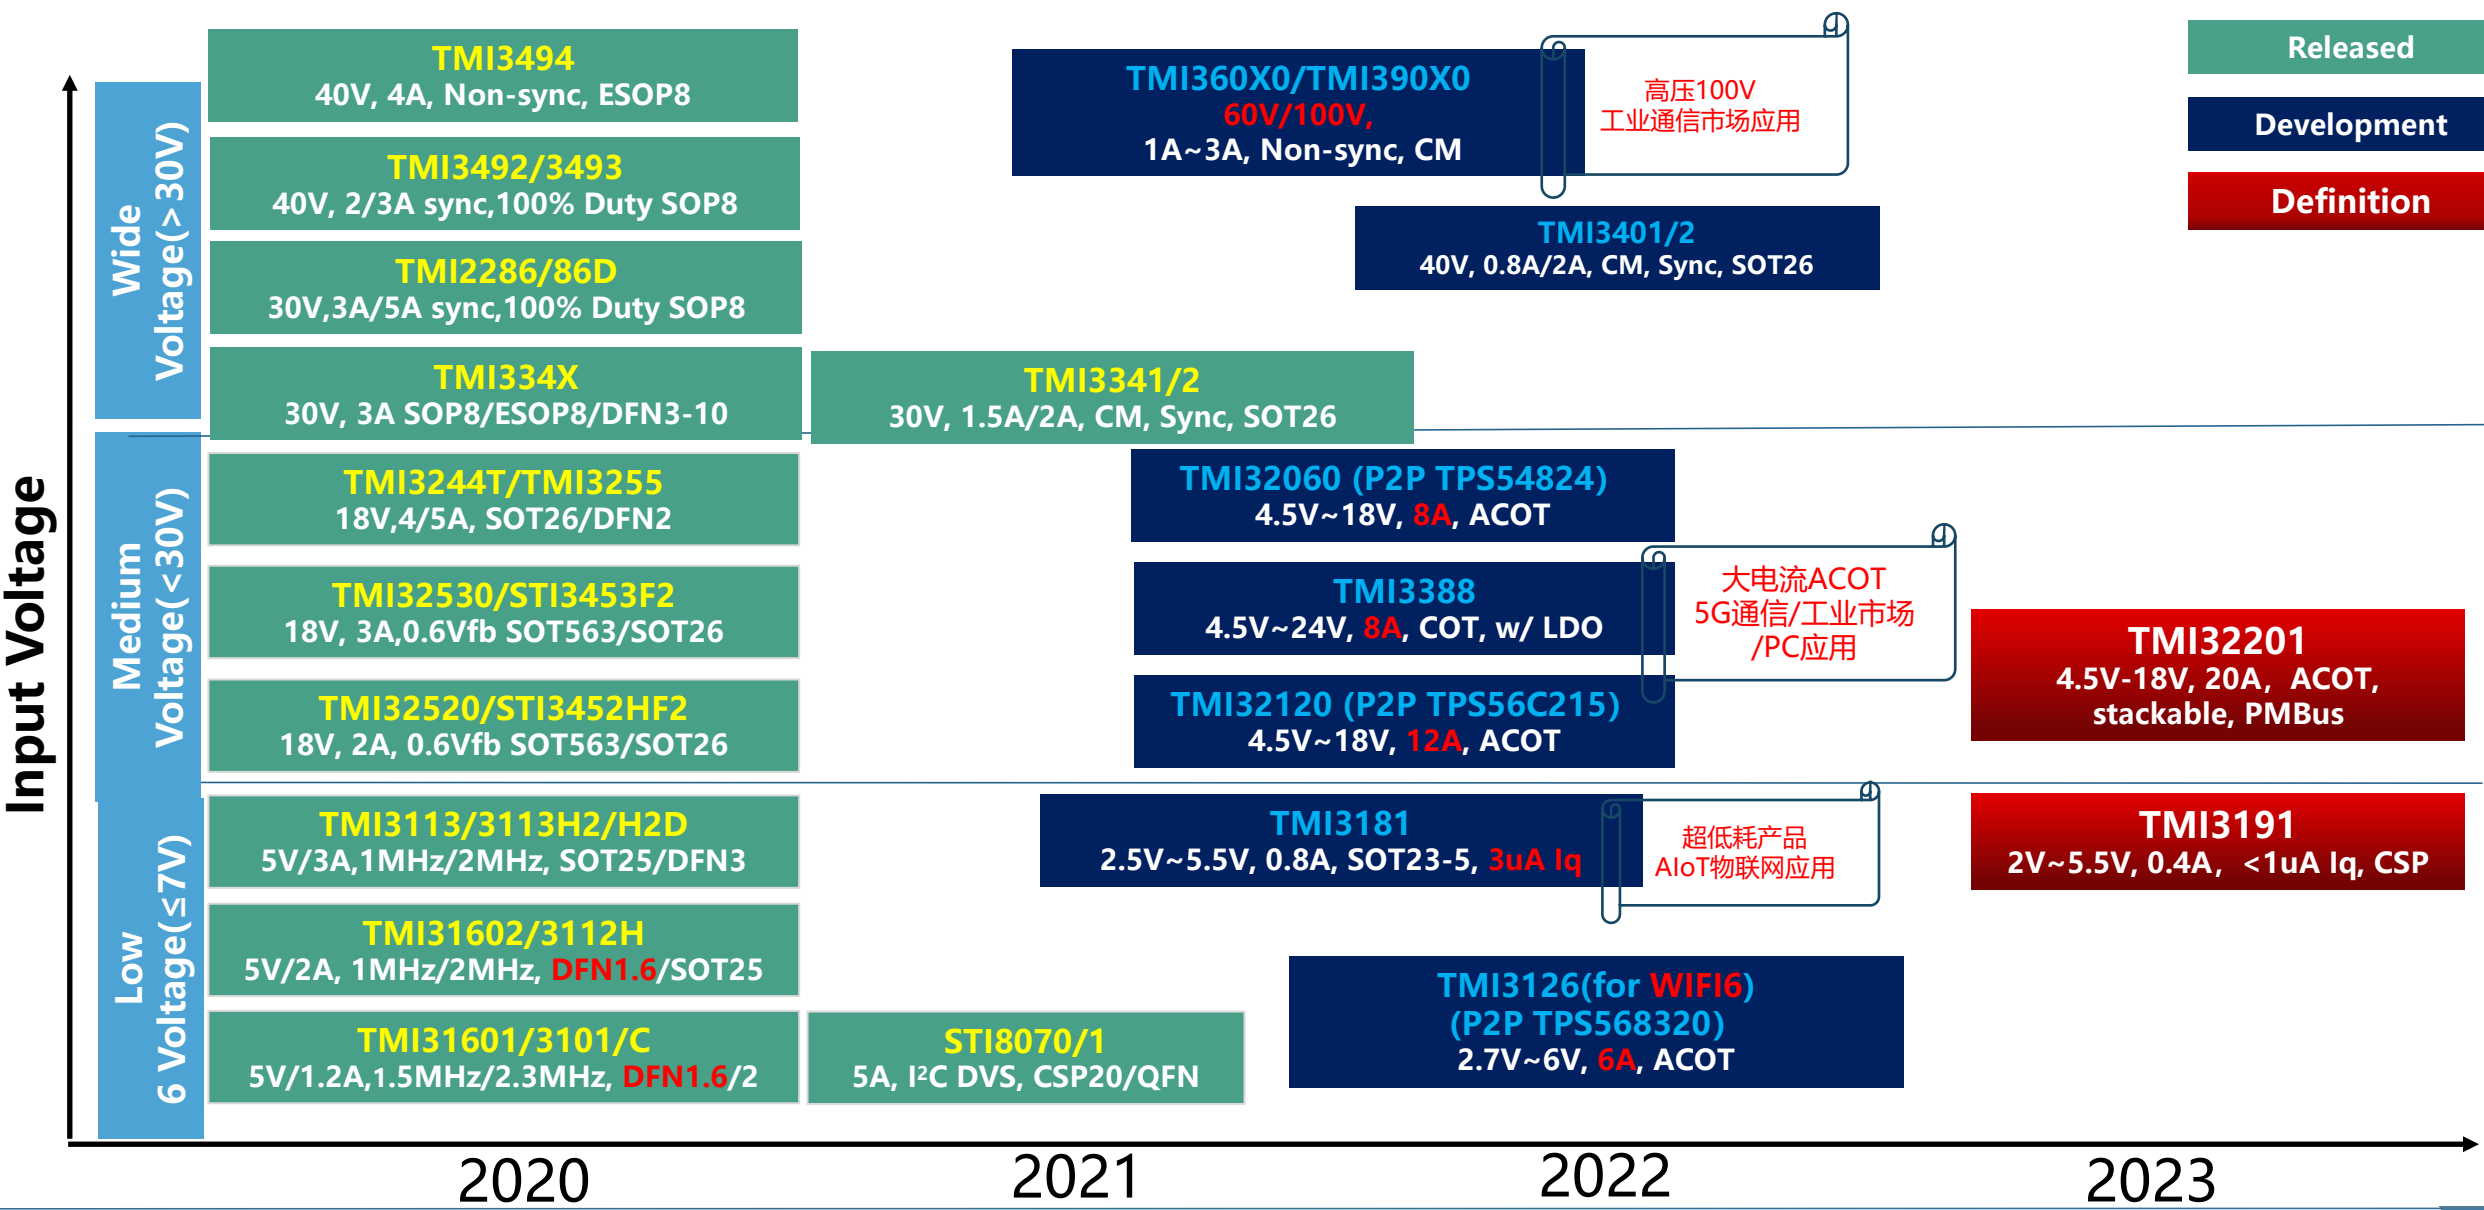 TMI3494
40V, 4A, Non-sync, ESOP8
TMI3492/3493
40V, 2/3A sync,100% Duty SOP8
TMI2286/86D
30V,3A/5A sync,100% Duty SOP8
TMI334X
30V, 3A SOP8/ESOP8/DFN3-10
TMI3341/2
30V, 1.5A/2A, CM, Sync, SOT26
TMI360X0/TMI390X0
60V/100V,
1A~3A, Non-sync, CM
高压100V
工业通信市场应用
TMI3401/2
40V, 0.8A/2A, CM, Sync, SOT26
Released
Development
Definition
Wide
Voltage(>30V)
Input Voltage
Medium
Voltage(<30V)
TMI3244T/TMI3255
18V,4/5A, SOT26/DFN2
TMI32530/STI3453F2
18V, 3A,0.6Vfb SOT563/SOT26
TMI32520/STI3452HF2
18V, 2A, 0.6Vfb SOT563/SOT26
TMI32060 (P2P TPS54824)
4.5V~18V, 8A, ACOT
TMI3388
4.5V~24V, 8A, COT, w/ LDO
TMI32120 (P2P TPS56C215)
4.5V~18V, 12A, ACOT
大电流ACOT
5G通信/工业市场
/PC应用
TMI32201
4.5V-18V, 20A, ACOT,
stackable, PMBus
Low
6 Voltage(≤7V)
TMI3113/3113H2/H2D
5V/3A,1MHz/2MHz, SOT25/DFN3
TMI31602/3112H
5V/2A, 1MHz/2MHz, DFN1.6/SOT25
TMI31601/3101/C
5V/1.2A,1.5MHz/2.3MHz, DFN1.6/2
STI8070/1
5A, I²C DVS, CSP20/QFN
TMI3181
2.5V~5.5V, 0.8A, SOT23-5, 3uA Iq
超低耗产品
AIoT物联网应用
TMI3126(for WIFI6)
(P2P TPS568320)
2.7V~6V, 6A, ACOT
TMI3191
2V~5.5V, 0.4A, <1uA Iq, CSP
2020
2021
2022
2023